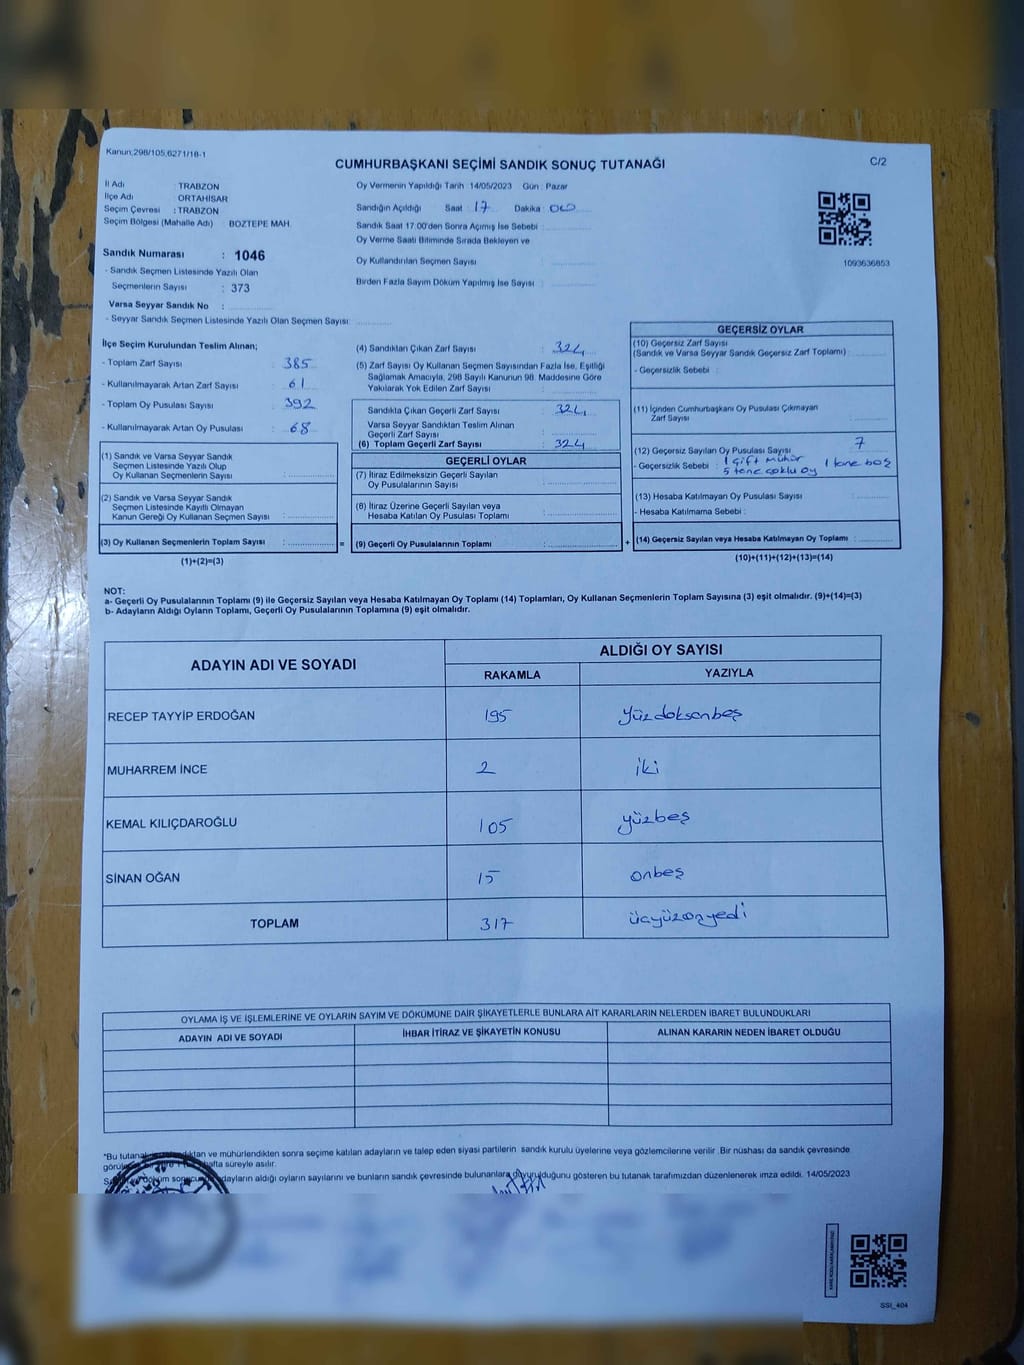 Kanun:298/105,6271/18-1
CUMHURBAŞKANI SEÇİMİ SANDIK SONUÇ TUTANAĞI
C/2
İl Adı : TRABZON
İlçe Adı : ORTAHİSAR
Seçim Çevresi : TRABZON
Seçim Bölgesi (Mahalle Adı) : BOZTEPE MAH.
Oy Vermenin Yapıldığı Tarih 14/05/2023 Gün : Pazar
Sandığın Açıldığı Saat : 17 Dakika : 00
Sandık Saat 17:00'den Sonra Açılmış İse Sebebi :
Oy Verme Saati Bitiminde Sırada Bekleyen ve
Oy Kullandırılan Seçmen Sayısı :
Birden Fazla Sayım Döküm Yapılmış İse Sayısı :
1093636853
Sandık Numarası : 1046
- Sandık Seçmen Listesinde Yazılı Olan
Seçmenlerin Sayısı : 373
Varsa Seyyar Sandık No :
- Seyyar Sandık Seçmen Listesinde Yazılı Olan Seçmen Sayısı:
İlçe Seçim Kurulundan Teslim Alınan;
- Toplam Zarf Sayısı : 385
- Kullanılmayarak Artan Zarf Sayısı : 61
- Toplam Oy Pusulası Sayısı : 392
- Kullanılmayarak Artan Oy Pusulası : 68
(1) Sandık ve Varsa Seyyar Sandık
Seçmen Listesinde Yazılı Olup
Oy Kullanan Seçmenlerin Sayısı :
(2) Sandık ve Varsa Seyyar Sandık
Seçmen Listesinde Kayıtlı Olmayan
Kanun Gereği Oy Kullanan Seçmen Sayısı :
(3) Oy Kullanan Seçmenlerin Toplam Sayısı : =
(1)+(2)=(3)
(4) Sandıktan Çıkan Zarf Sayısı : 324
(5) Zarf Sayısı Oy Kullanan Seçmen Sayısından Fazla İse, Eşitliği
Sağlamak Amacıyla, 298 Sayılı Kanunun 98. Maddesine Göre
Yakılarak Yok Edilen Zarf Sayısı :
Sandıkta Çıkan Geçerli Zarf Sayısı : 324
Varsa Seyyar Sandıktan Teslim Alınan
Geçerli Zarf Sayısı :
(6) Toplam Geçerli Zarf Sayısı : 324
GEÇERLİ OYLAR
(7) İtiraz Edilmeksizin Geçerli Sayılan
Oy Pusulalarının Sayısı :
(8) İtiraz Üzerine Geçerli Sayılan veya
Hesaba Katılan Oy Pusulası Toplamı :
(9) Geçerli Oy Pusulalarının Toplamı : +
GEÇERSİZ OYLAR
(10) Geçersiz Zarf Sayısı
(Sandık ve Varsa Seyyar Sandık Geçersiz Zarf Toplamı) :
- Geçersizlik Sebebi :
(11) İçinden Cumhurbaşkanı Oy Pusulası Çıkmayan
Zarf Sayısı :
(12) Geçersiz Sayılan Oy Pusulası Sayısı : 7
- Geçersizlik Sebebi : 1 çift mühür
5 tane çoklu oy 1 tane boş
(13) Hesaba Katılmayan Oy Pusulası Sayısı :
- Hesaba Katılmama Sebebi :
(14) Geçersiz Sayılan veya Hesaba Katılmayan Oy Toplamı :
(10)+(11)+(12)+(13)=(14)
NOT:
a- Geçerli Oy Pusulalarının Toplamı (9) ile Geçersiz Sayılan veya Hesaba Katılmayan Oy Toplamı (14) Toplamları, Oy Kullanan Seçmenlerin Toplam Sayısına (3) eşit olmalıdır. (9)+(14)=(3)
b- Adayların Aldığı Oyların Toplamı, Geçerli Oy Pusulalarının Toplamına (9) eşit olmalıdır.
ADAYIN ADI VE SOYADI ALDIĞI OY SAYISI
RAKAMLA YAZIYLA
RECEP TAYYİP ERDOĞAN 195 yüzdoksanbeş
MUHARREM İNCE 2 iki
KEMAL KILIÇDAROĞLU 105 yüzbeş
SİNAN OĞAN 15 onbeş
TOPLAM 317 üçyüzonyedi
OYLAMA İŞ VE İŞLEMLERİNE VE OYLARIN SAYIM VE DÖKÜMÜNE DAİR ŞİKAYETLERLE BUNLARA AİT KARARLARIN NELERDEN İBARET BULUNDUKLARI
ADAYIN ADI VE SOYADI İHBAR İTİRAZ VE ŞİKAYETİN KONUSU ALINAN KARARIN NEDEN İBARET OLDUĞU
*Bu tutanak ve mühürlendikten sonra seçime katılan adayların ve talep eden siyasi partilerin sandık kurulu üyelerine veya gözlemcilerine verilir .Bir nüshası da sandık çevresinde
hafta süreyle asılır.
adayların aldığı oyların sayılarını ve bunların sandık çevresinde bulunanlara duyurulduğunu gösteren bu tutanak tarafımızdan düzenlenerek imza edildi. 14/05/2023
SSİ_404